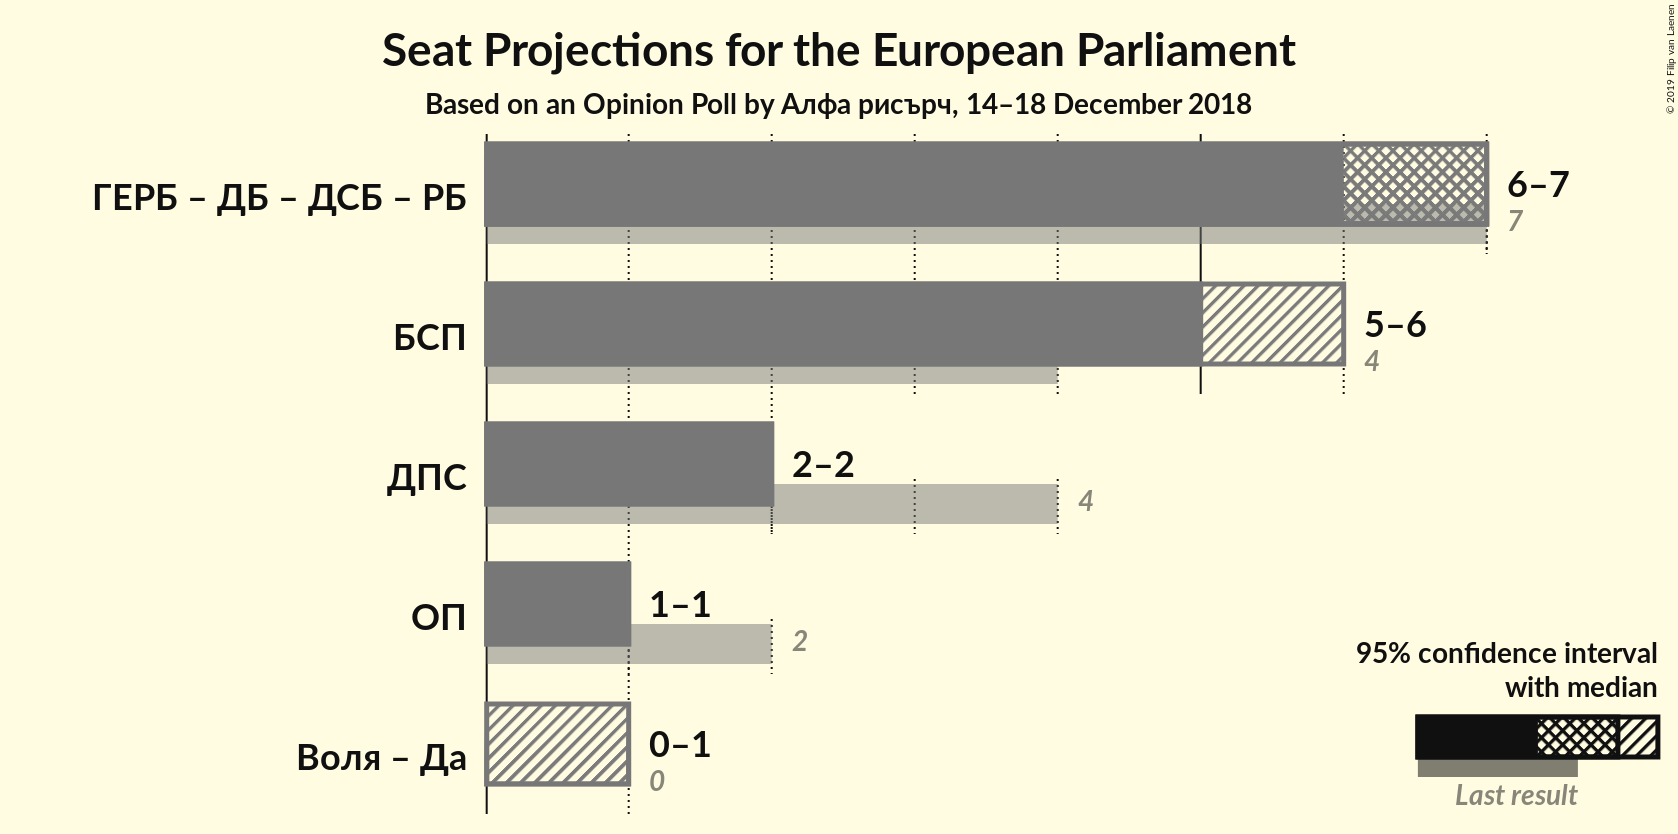 Seat Projections for the European Parliament
Based on an Opinion Poll by Алфа рисърч, 14–18 December 2018
© 2019 Filip van Laenen
ГЕРБ – ДБ – ДСБ – РБ
6–7
7
БСП
5–6
4
ДПС
2–2
4
ОП
1–1
2
Воля – Да
0–1
0
95% confidence interval
with median
Last result